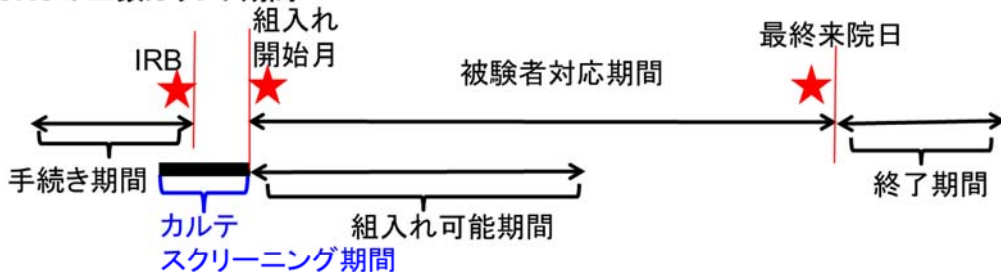 IRB
組入れ
開始月
被験者対応期間
最終来院日
手続き期間
カルテ
スクリーニング期間
組入れ可能期間
終了期間